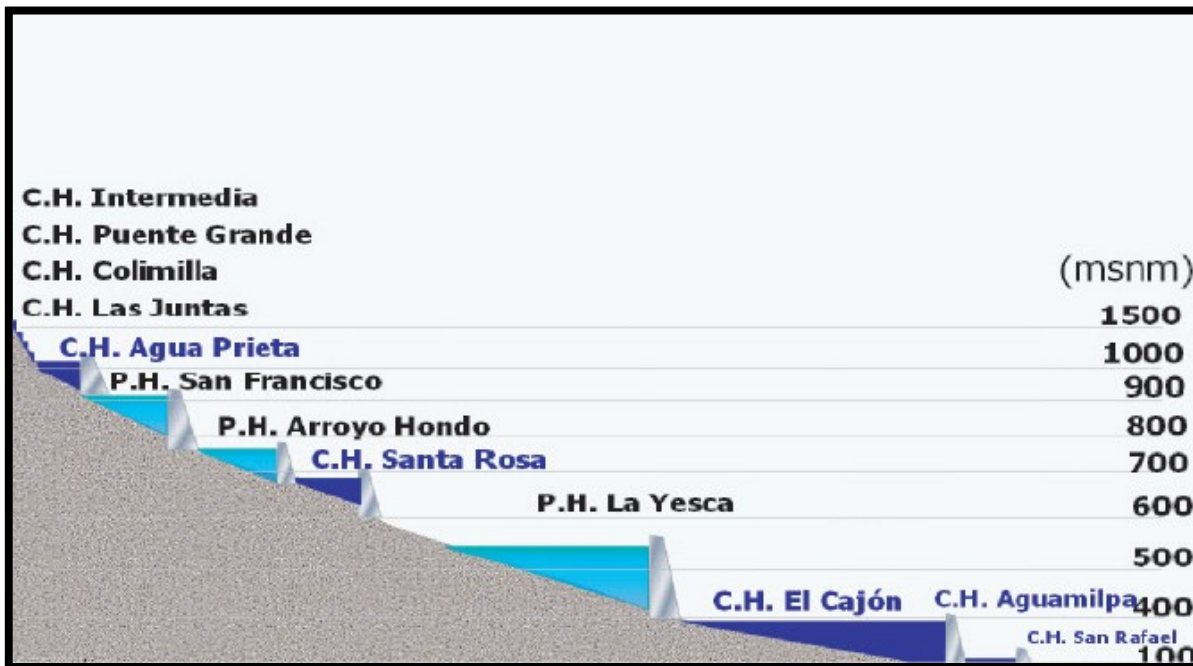 C.H. Intermedia
C.H. Puente Grande
C.H. Colimilla
C.H. Las Juntas
(msnm)
1500
C.H. Agua Prieta
1000
P.H. San Francisco
900
P.H. Arroyo Hondo
800
C.H. Santa Rosa
700
P.H. La Yesca
600
500
C.H. El Cajón
C.H. Aguamilpa
400
C.H. San Rafael
100